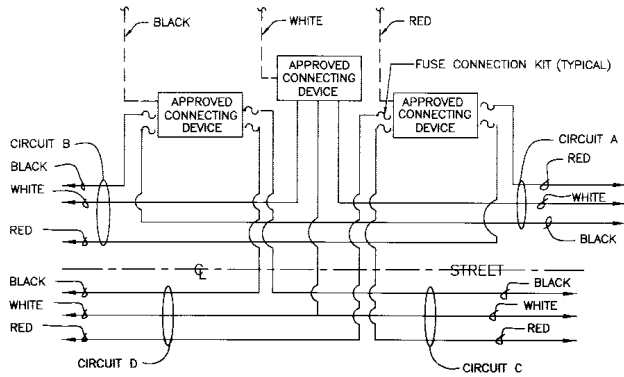 BLACK
WHITE
RED
FUSE CONNECTION KIT (TYPICAL)
APPROVED
CONNECTING
DEVICE
APPROVED
CONNECTING
DEVICE
APPROVED
CONNECTING
DEVICE
CIRCUIT B
BLACK
WHITE
RED
CIRCUIT A
RED
WHITE
BLACK
℄ STREET
BLACK
WHITE
RED
CIRCUIT D
BLACK
WHITE
RED
CIRCUIT C